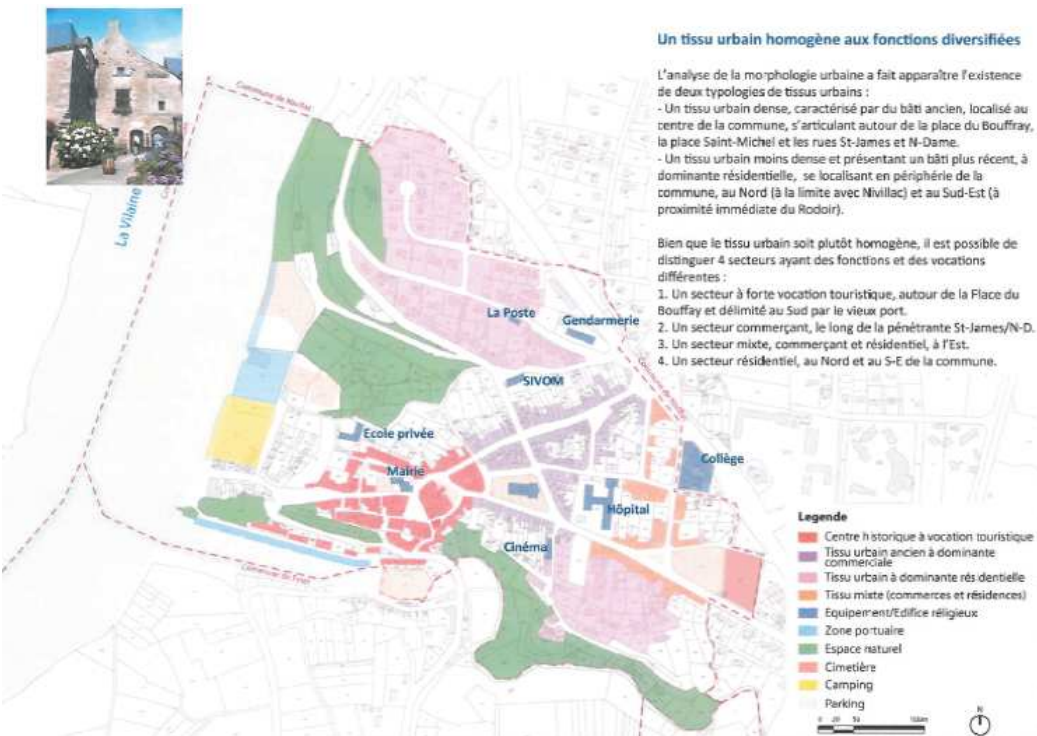 Un tissu urbain homogène aux fonctions diversifiées
L'analyse de la morphologie urbaine a fait apparaître l'existence
de deux typologies de tissus urbains :
- Un tissu urbain dense, caractérisé par du bâti ancien, localisé au
centre de la commune, s'articulant autour de la place du Bouffray,
la place Saint-Michel et les rues St-James et N-Dame.
- Un tissu urbain moins dense et présentant un bâti plus récent, à
dominante résidentielle, se localisant en périphérie de la
commune, au Nord (à la limite avec Nivillac) et au Sud-Est (à
proximité immédiate du Rodoir).
Bien que le tissu urbain soit plutôt homogène, il est possible de
distinguer 4 secteurs ayant des fonctions et des vocations
différentes :
1. Un secteur à forte vocation touristique, autour de la Place du
Bouffay et délimité au Sud par le vieux port.
2. Un secteur commerçant, le long de la pénétrante St-James/N-D.
3. Un secteur mixte, commerçant et résidentiel, à l'Est.
4. Un secteur résidentiel, au Nord et au S-E de la commune.
La Vilaine
Commune de
La Poste
Gendarmerie
SIVOM
Ecole privée
Mairie
Collège
Hôpital
Cinéma
Commune de
Legende
Centre historique à vocation touristique
Tissu urbain ancien à dominante
commerciale
Tissu urbain à dominante résidentielle
Tissu mixte (commerces et résidences)
Equipement/Edifice réligieux
Zone portuaire
Espace naturel
Cimetière
Camping
Parking
N